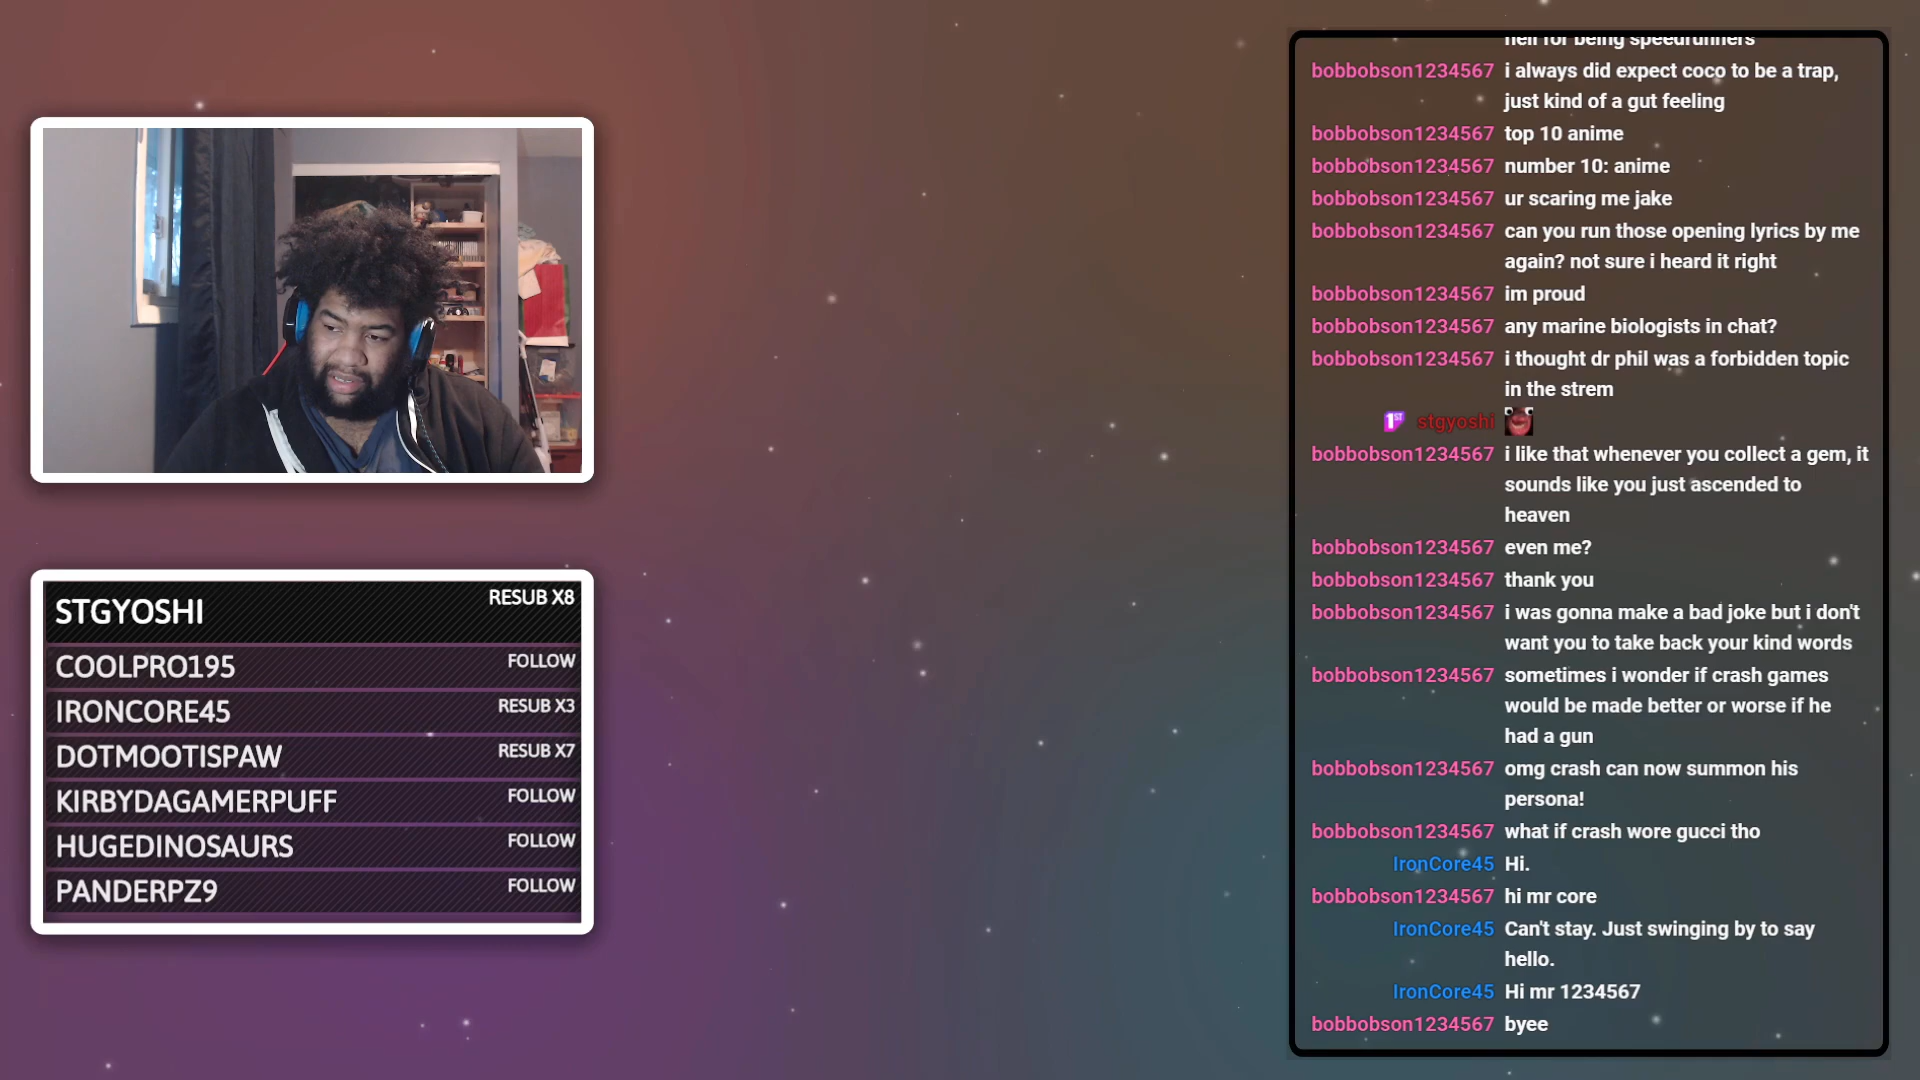 STGYOSHI RESUB X8
COOLPRO195 FOLLOW
IRONCORE45 RESUB X3
DOTMOOTISPAW RESUB X7
KIRBYDAGAMERPUFF FOLLOW
HUGEDINOSAURS FOLLOW
PANDERPZ9 FOLLOW
hell for being speedrunners
bobbobson1234567 i always did expect coco to be a trap,
just kind of a gut feeling
bobbobson1234567 top 10 anime
bobbobson1234567 number 10: anime
bobbobson1234567 ur scaring me jake
bobbobson1234567 can you run those opening lyrics by me
again? not sure i heard it right
bobbobson1234567 im proud
bobbobson1234567 any marine biologists in chat?
bobbobson1234567 i thought dr phil was a forbidden topic
in the strem
1ST stgyoshi
bobbobson1234567 i like that whenever you collect a gem, it
sounds like you just ascended to
heaven
bobbobson1234567 even me?
bobbobson1234567 thank you
bobbobson1234567 i was gonna make a bad joke but i don't
want you to take back your kind words
bobbobson1234567 sometimes i wonder if crash games
would be made better or worse if he
had a gun
bobbobson1234567 omg crash can now summon his
persona!
bobbobson1234567 what if crash wore gucci tho
IronCore45 Hi.
bobbobson1234567 hi mr core
IronCore45 Can't stay. Just swinging by to say
hello.
IronCore45 Hi mr 1234567
bobbobson1234567 byee